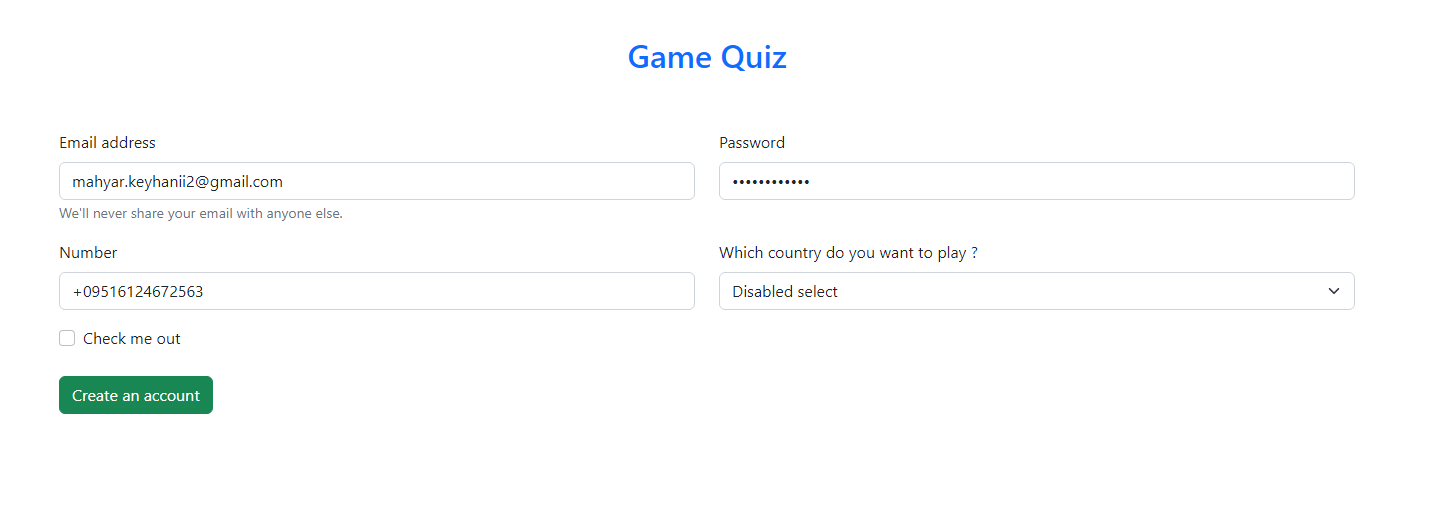 Game Quiz
Email address
mahyar.keyhanii2@gmail.com
We'll never share your email with anyone else.
Password
••••••••••••
Number
+09516124672563
Which country do you want to play ?
Disabled select
Check me out
Create an account